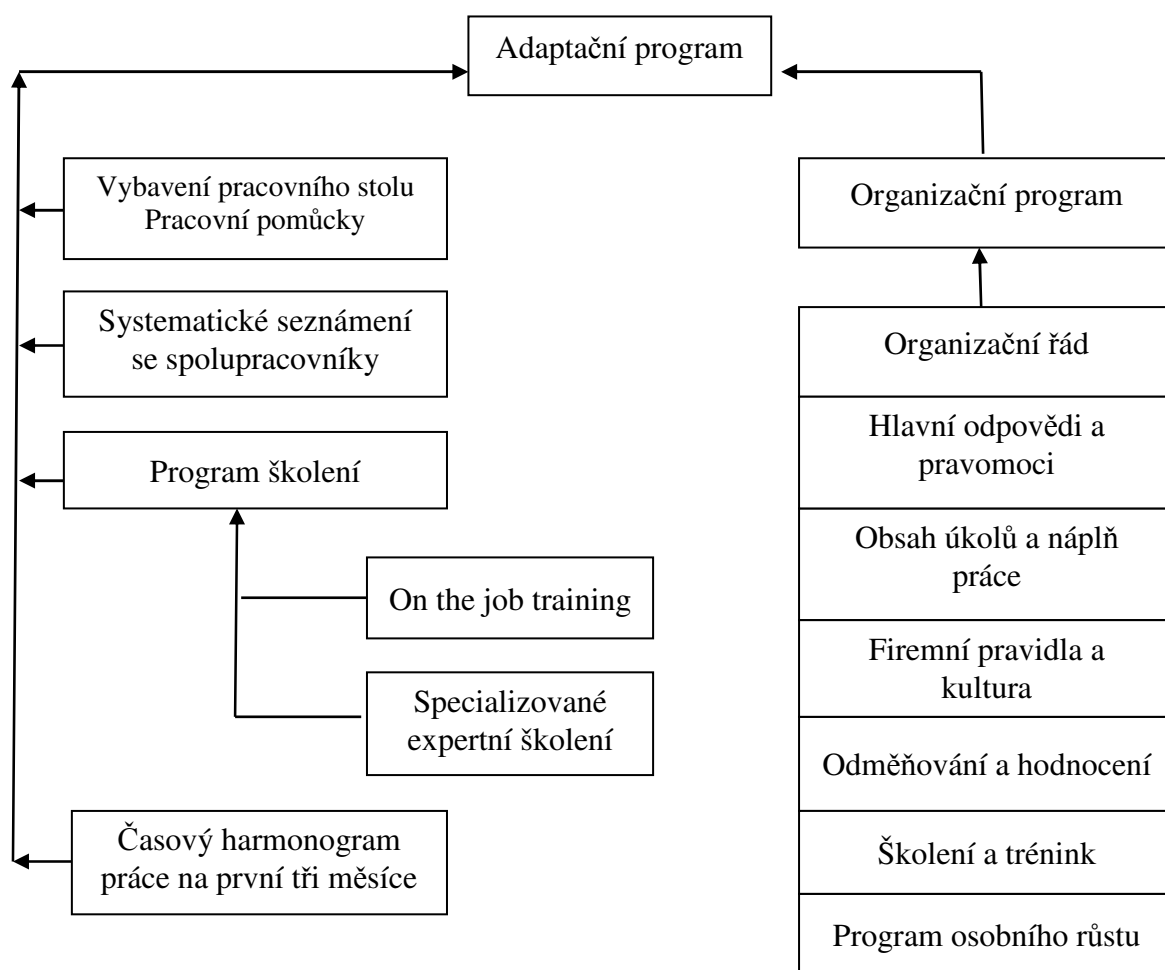 Adaptační program
Vybavení pracovního stolu
Pracovní pomůcky
Systematické seznámení
se spolupracovníky
Program školení
On the job training
Specializované
expertní školení
Časový harmonogram
práce na první tři měsíce
Organizační program
Organizační řád
Hlavní odpovědi a
pravomoci
Obsah úkolů a náplň
práce
Firemní pravidla a
kultura
Odměňování a hodnocení
Školení a trénink
Program osobního růstu